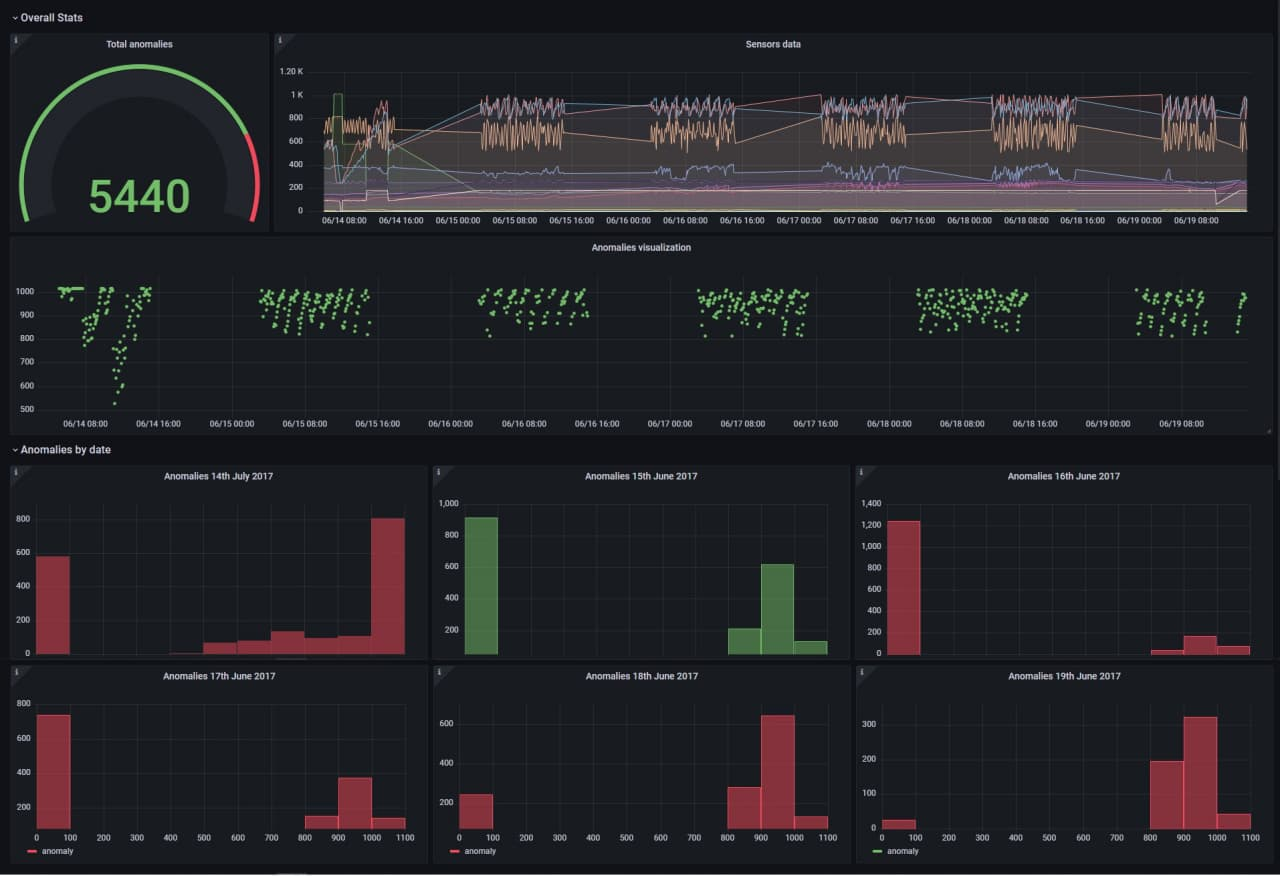 Overall Stats
Total anomalies
5440
Sensors data
1.20 K
1 K
800
600
400
200
0
06/14 08:00 06/14 16:00 06/15 00:00 06/15 08:00 06/15 16:00 06/16 00:00 06/16 08:00 06/16 16:00 06/17 00:00 06/17 08:00 06/17 16:00 06/18 00:00 06/18 08:00 06/18 16:00 06/19 00:00 06/19 08:00
Anomalies visualization
1000
900
800
700
600
500
06/14 08:00 06/14 16:00 06/15 00:00 06/15 08:00 06/15 16:00 06/16 00:00 06/16 08:00 06/16 16:00 06/17 00:00 06/17 08:00 06/17 16:00 06/18 00:00 06/18 08:00 06/18 16:00 06/19 00:00 06/19 08:00
Anomalies by date
Anomalies 14th July 2017
800
600
400
200
0
Anomalies 15th June 2017
1,000
800
600
400
200
Anomalies 16th June 2017
1,400
1,200
1,000
800
600
400
200
0
Anomalies 17th June 2017
800
600
400
200
0 100 200 300 400 500 600 700 800 900 1000 1100
anomaly
Anomalies 18th June 2017
600
400
200
0 100 200 300 400 500 600 700 800 900 1000 1100
anomaly
Anomalies 19th June 2017
300
200
100
0
0 100 200 300 400 500 600 700 800 900 1000 1100
anomaly